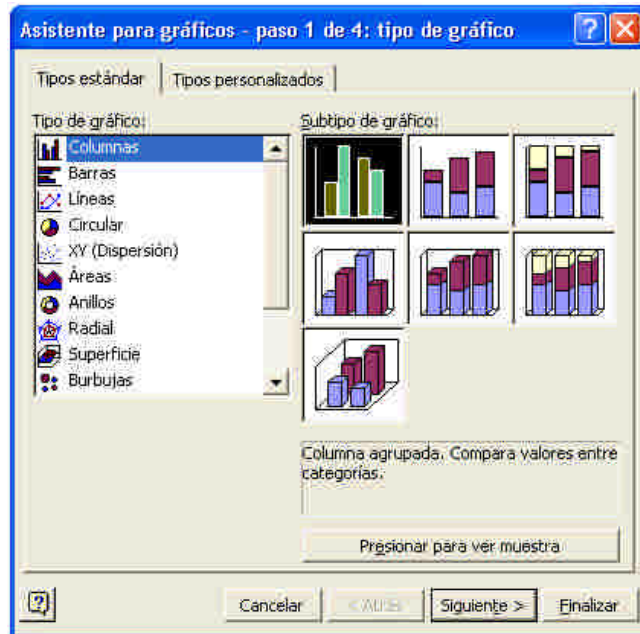 Asistente para gráficos - paso 1 de 4: tipo de gráfico
Tipos estándar
Tipos personalizados
Tipo de gráfico:
Columnas
Barras
Líneas
Circular
XY (Dispersión)
Áreas
Anillos
Radial
Superficie
Burbujas
Subtipo de gráfico:
Columna agrupada. Compara valores entre
categorías.
Presionar para ver muestra
Cancelar
< Atrás
Siguiente >
Finalizar